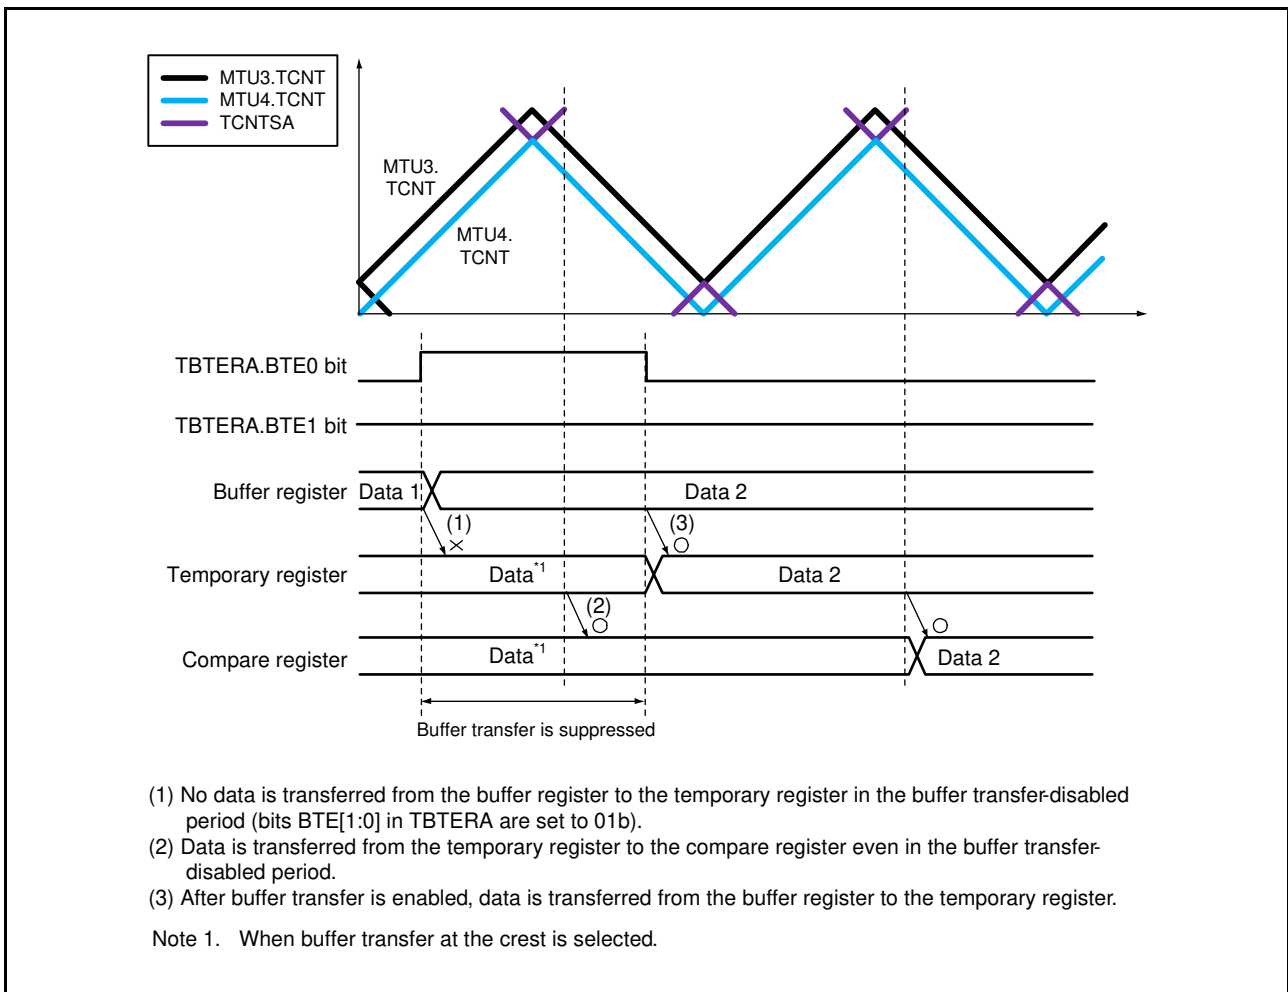 MTU3.TCNT
MTU4.TCNT
TCNTSA
MTU3.
TCNT
MTU4.
TCNT
TBTERA.BTE0 bit
TBTERA.BTE1 bit
Buffer register
Data 1
Data 2
(1)
(3)
Temporary register
Data*1
Data 2
(2)
Compare register
Data*1
Data 2
Buffer transfer is suppressed
(1) No data is transferred from the buffer register to the temporary register in the buffer transfer-disabled
period (bits BTE[1:0] in TBTERA are set to 01b).
(2) Data is transferred from the temporary register to the compare register even in the buffer transfer-
disabled period.
(3) After buffer transfer is enabled, data is transferred from the buffer register to the temporary register.
Note 1. When buffer transfer at the crest is selected.